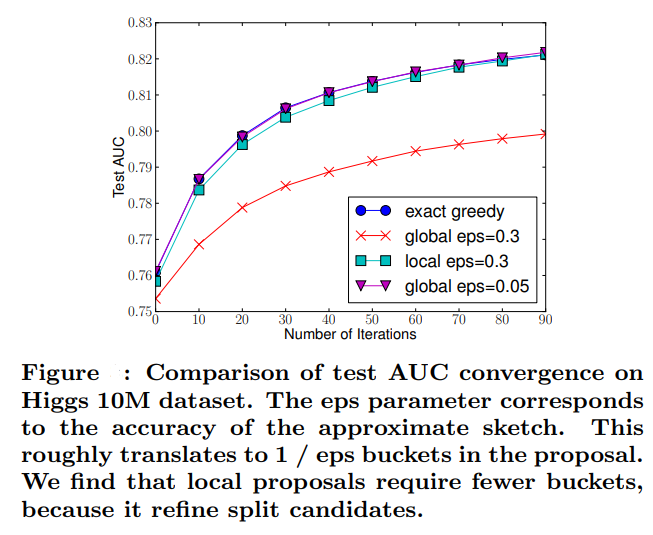 0.83
0.82
0.81
0.80
0.79
0.78
0.77
0.76
0.75
Test AUC
exact greedy
global eps=0.3
local eps=0.3
global eps=0.05
0 10 20 30 40 50 60 70 80 90
Number of Iterations
Figure : Comparison of test AUC convergence on
Higgs 10M dataset. The eps parameter corresponds
to the accuracy of the approximate sketch. This
roughly translates to 1 / eps buckets in the proposal.
We find that local proposals require fewer buckets,
because it refine split candidates.